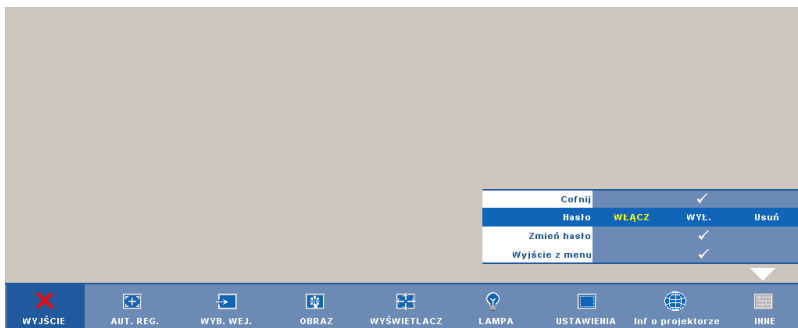 Cofnij
Hasło WŁĄCZ WYŁ. Usuń
Zmień hasło
Wyjście z menu
WYJŚCIE AUT. REG. WYB. WEJ. OBRAZ WYŚWIETLACZ LAMPA USTAWIENIA Inf o projektorze INNE